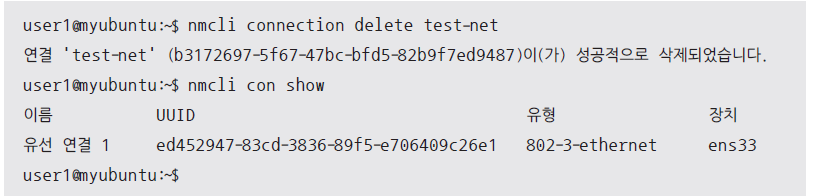 user1@myubuntu:~$ nmcli connection delete test-net
연결 'test-net' (b3172697-5f67-47bc-bfd5-82b9f7ed9487)이(가) 성공적으로 삭제되었습니다.
user1@myubuntu:~$ nmcli con show
이름 UUID 유형 장치
유선 연결 1 ed452947-83cd-3836-89f5-e706409c26e1 802-3-ethernet ens33
user1@myubuntu:~$